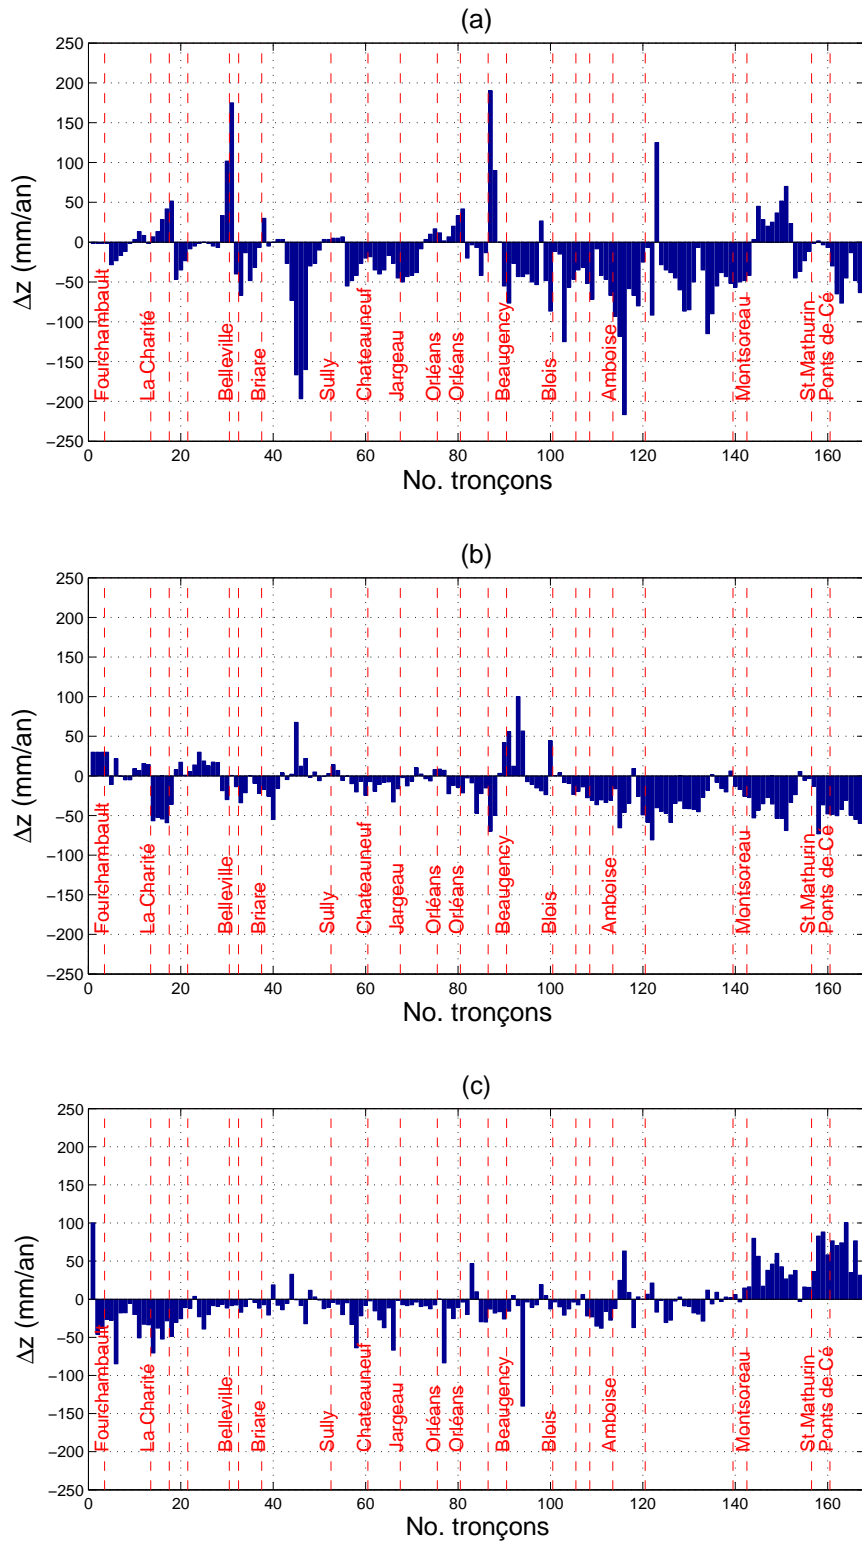 (a)
250
200
150
100
50
0
−50
−100
−150
−200
−250
Δz (mm/an)
Fourchambault
La-Charité
Belleville
Briare
Sully
Chateauneuf
Jargeau
Orléans
Orléans
Beaugency
Blois
Amboise
Montsoreau
St-Mathurin
Ponts-de-Cé
0 20 40 60 80 100 120 140 160
No. tronçons
(b)
250
200
150
100
50
0
−50
−100
−150
−200
−250
Δz (mm/an)
Fourchambault
La-Charité
Belleville
Briare
Sully
Chateauneuf
Jargeau
Orléans
Orléans
Beaugency
Blois
Amboise
Montsoreau
St-Mathurin
Ponts-de-Cé
0 20 40 60 80 100 120 140 160
No. tronçons
(c)
250
200
150
100
50
0
−50
−100
−150
−200
−250
Δz (mm/an)
Fourchambault
La-Charité
Belleville
Briare
Sully
Chateauneuf
Jargeau
Orléans
Orléans
Beaugency
Blois
Amboise
Montsoreau
St-Mathurin
Ponts-de-Cé
0 20 40 60 80 100 120 140 160
No. tronçons